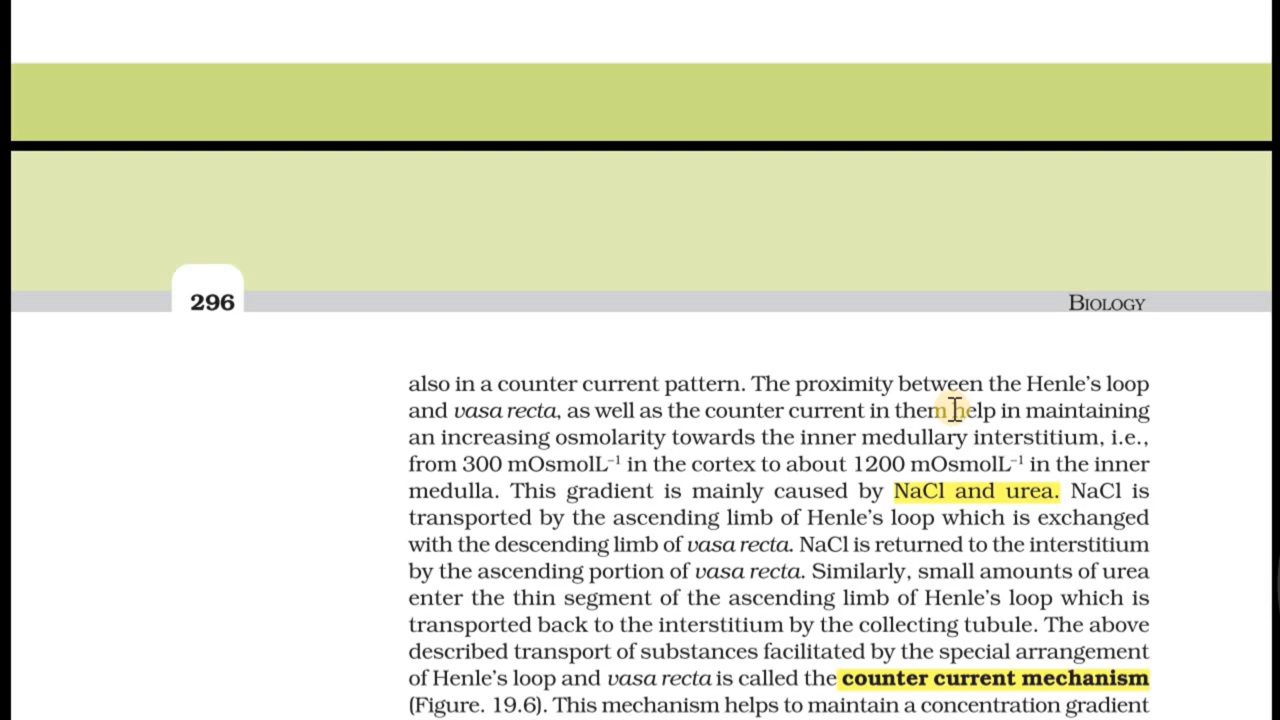 296
BIOLOGY
also in a counter current pattern. The proximity between the Henle's loop
and vasa recta, as well as the counter current in them help in maintaining
an increasing osmolarity towards the inner medullary interstitium, i.e.,
from 300 mOsmolL⁻¹ in the cortex to about 1200 mOsmolL⁻¹ in the inner
medulla. This gradient is mainly caused by NaCl and urea. NaCl is
transported by the ascending limb of Henle's loop which is exchanged
with the descending limb of vasa recta. NaCl is returned to the interstitium
by the ascending portion of vasa recta. Similarly, small amounts of urea
enter the thin segment of the ascending limb of Henle's loop which is
transported back to the interstitium by the collecting tubule. The above
described transport of substances facilitated by the special arrangement
of Henle's loop and vasa recta is called the counter current mechanism
(Figure. 19.6). This mechanism helps to maintain a concentration gradient